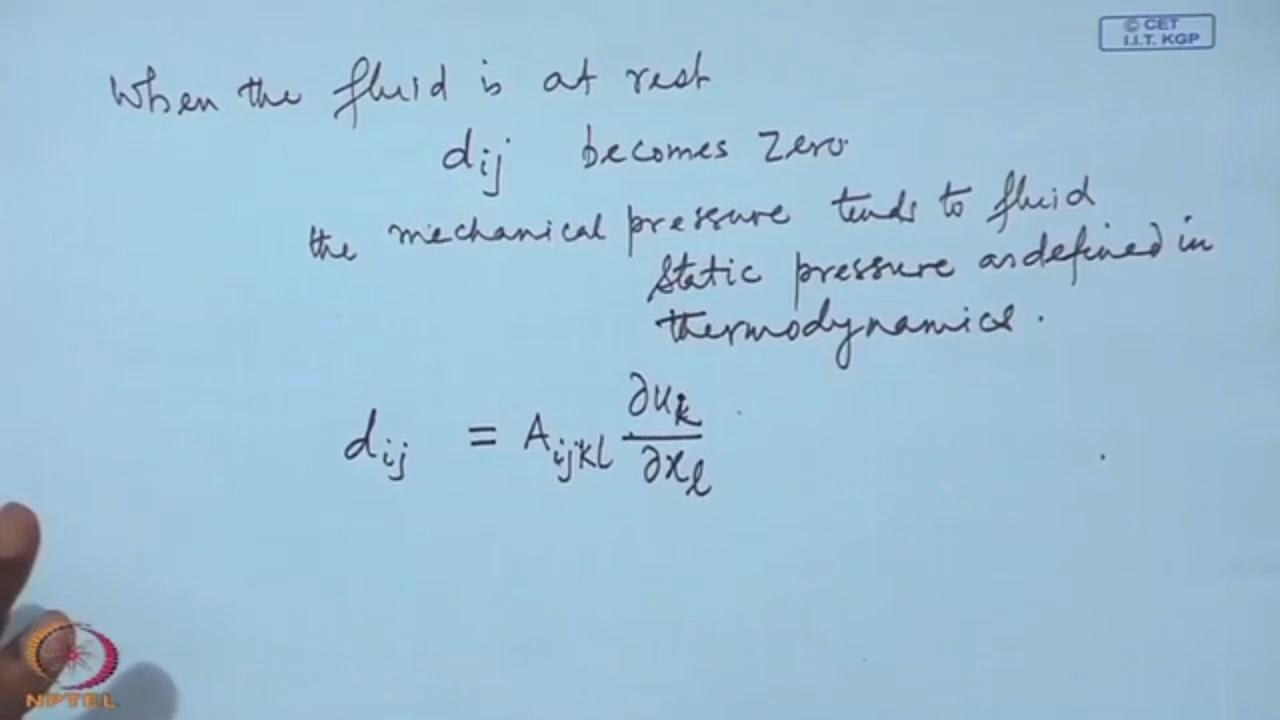 © CET
I.I.T. KGP
When the fluid is at rest
dij becomes zero
the mechanical pressure tends to fluid
static pressure as defined in
thermodynamics.
dij = Aijkl ∂uk/∂xl
NPTEL